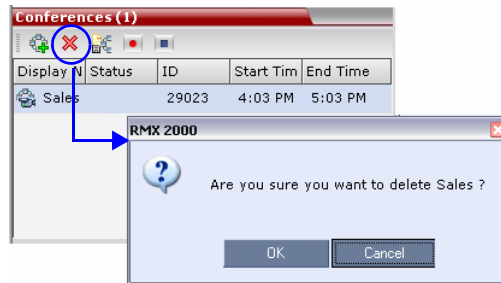 Conferences (1)
Display N Status ID Start Tim End Time
Sales 29023 4:03 PM 5:03 PM
RMX 2000
Are you sure you want to delete Sales ?
OK Cancel